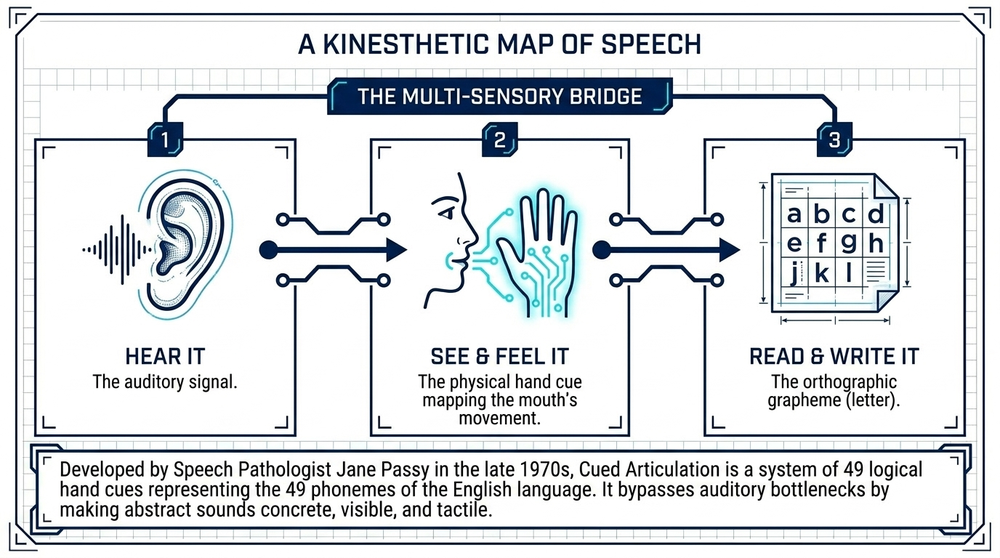 A KINESTHETIC MAP OF SPEECH
THE MULTI-SENSORY BRIDGE
1
2
3
a b c d
e f g h
j k l
HEAR IT
The auditory signal.
SEE & FEEL IT
The physical hand cue
mapping the mouth's
movement.
READ & WRITE IT
The orthographic
grapheme (letter).
Developed by Speech Pathologist Jane Passy in the late 1970s, Cued Articulation is a system of 49 logical
hand cues representing the 49 phonemes of the English language. It bypasses auditory bottlenecks by
making abstract sounds concrete, visible, and tactile.